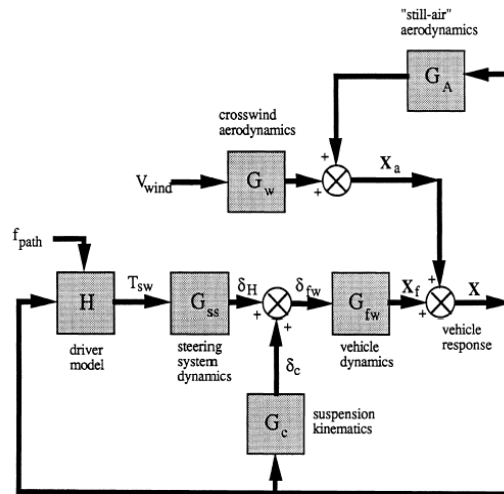 "still-air"
aerodynamics
G_A
crosswind
aerodynamics
+
X_a
V_wind
G_w
+
f_path
T_sw
δ_H
δ_fw
X_f
+
X
H
G_ss
+
G_fw
+
vehicle
response
+
driver
model
steering
system
dynamics
δ_c
vehicle
dynamics
G_c
suspension
kinematics